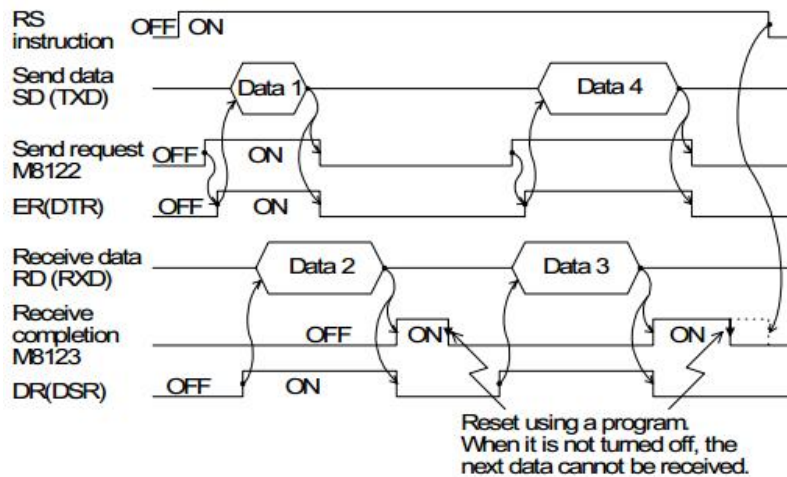 RS
instruction
OFF
ON
Send data
SD (TXD)
Data 1
Data 4
Send request
M8122
OFF
ON
ER(DTR)
OFF
ON
Receive data
RD (RXD)
Data 2
Data 3
Receive
completion
M8123
OFF
ON
ON
DR(DSR)
OFF
ON
Reset using a program.
When it is not turned off, the
next data cannot be received.